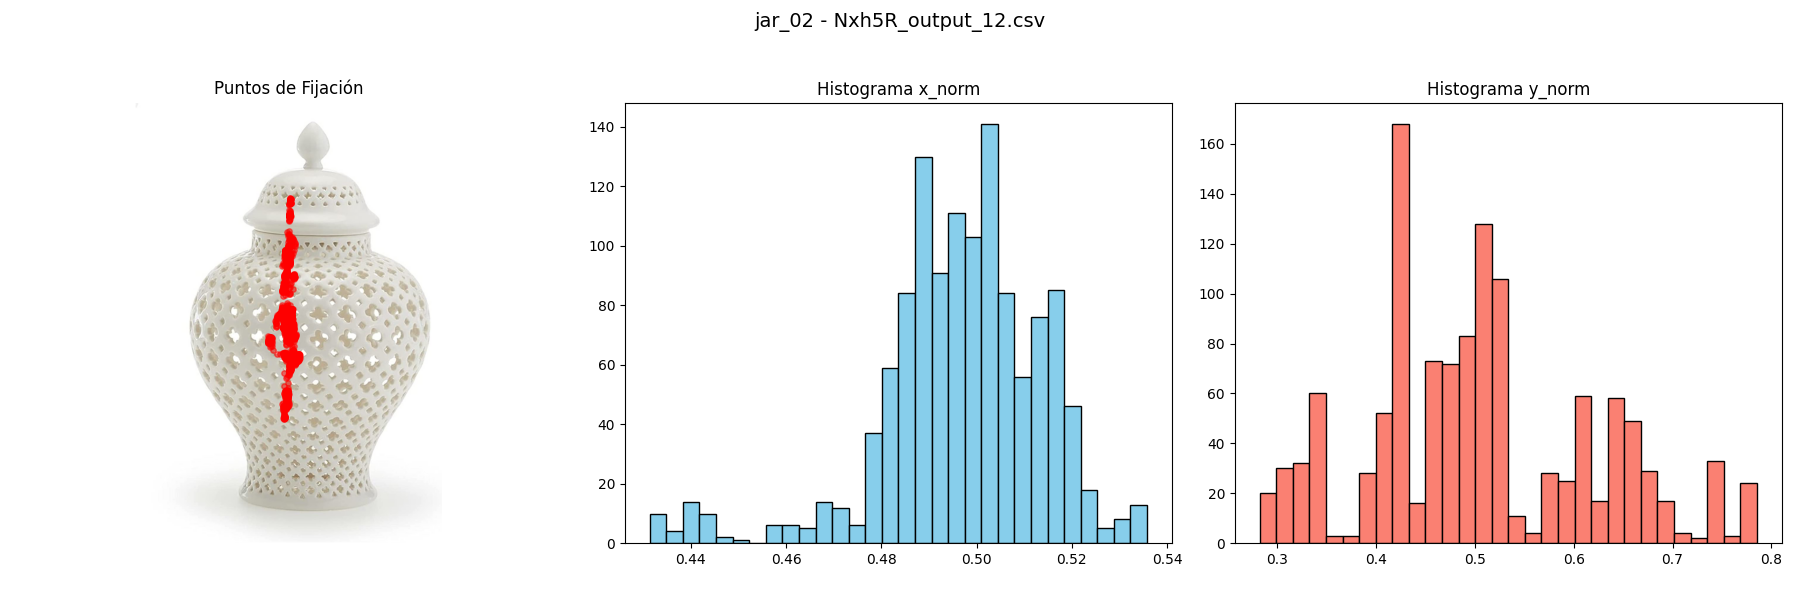 jar_02 - Nxh5R_output_12.csv
Puntos de Fijación
Histograma x_norm
140
120
100
80
60
40
20
0
0.44 0.46 0.48 0.50 0.52 0.54
Histograma y_norm
160
140
120
100
80
60
40
20
0
0.3 0.4 0.5 0.6 0.7 0.8